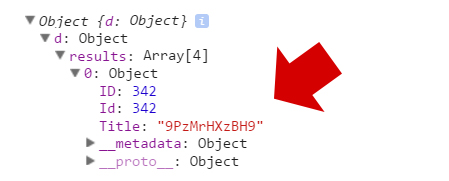 Object {d: Object} i
d: Object
results: Array[4]
0: Object
ID: 342
Id: 342
Title: "9PzMrHXzBH9"
__metadata: Object
__proto__: Object